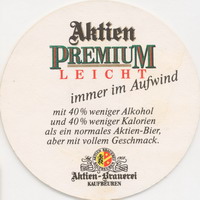 Aktien
PREMIUM
LEICHT
immer im Aufwind
mit 40% weniger Alkohol
und 40% weniger Kalorien
als ein normales Aktien-Bier,
aber mit vollem Geschmack.
Aktien-Brauerei
KAUFBEUREN